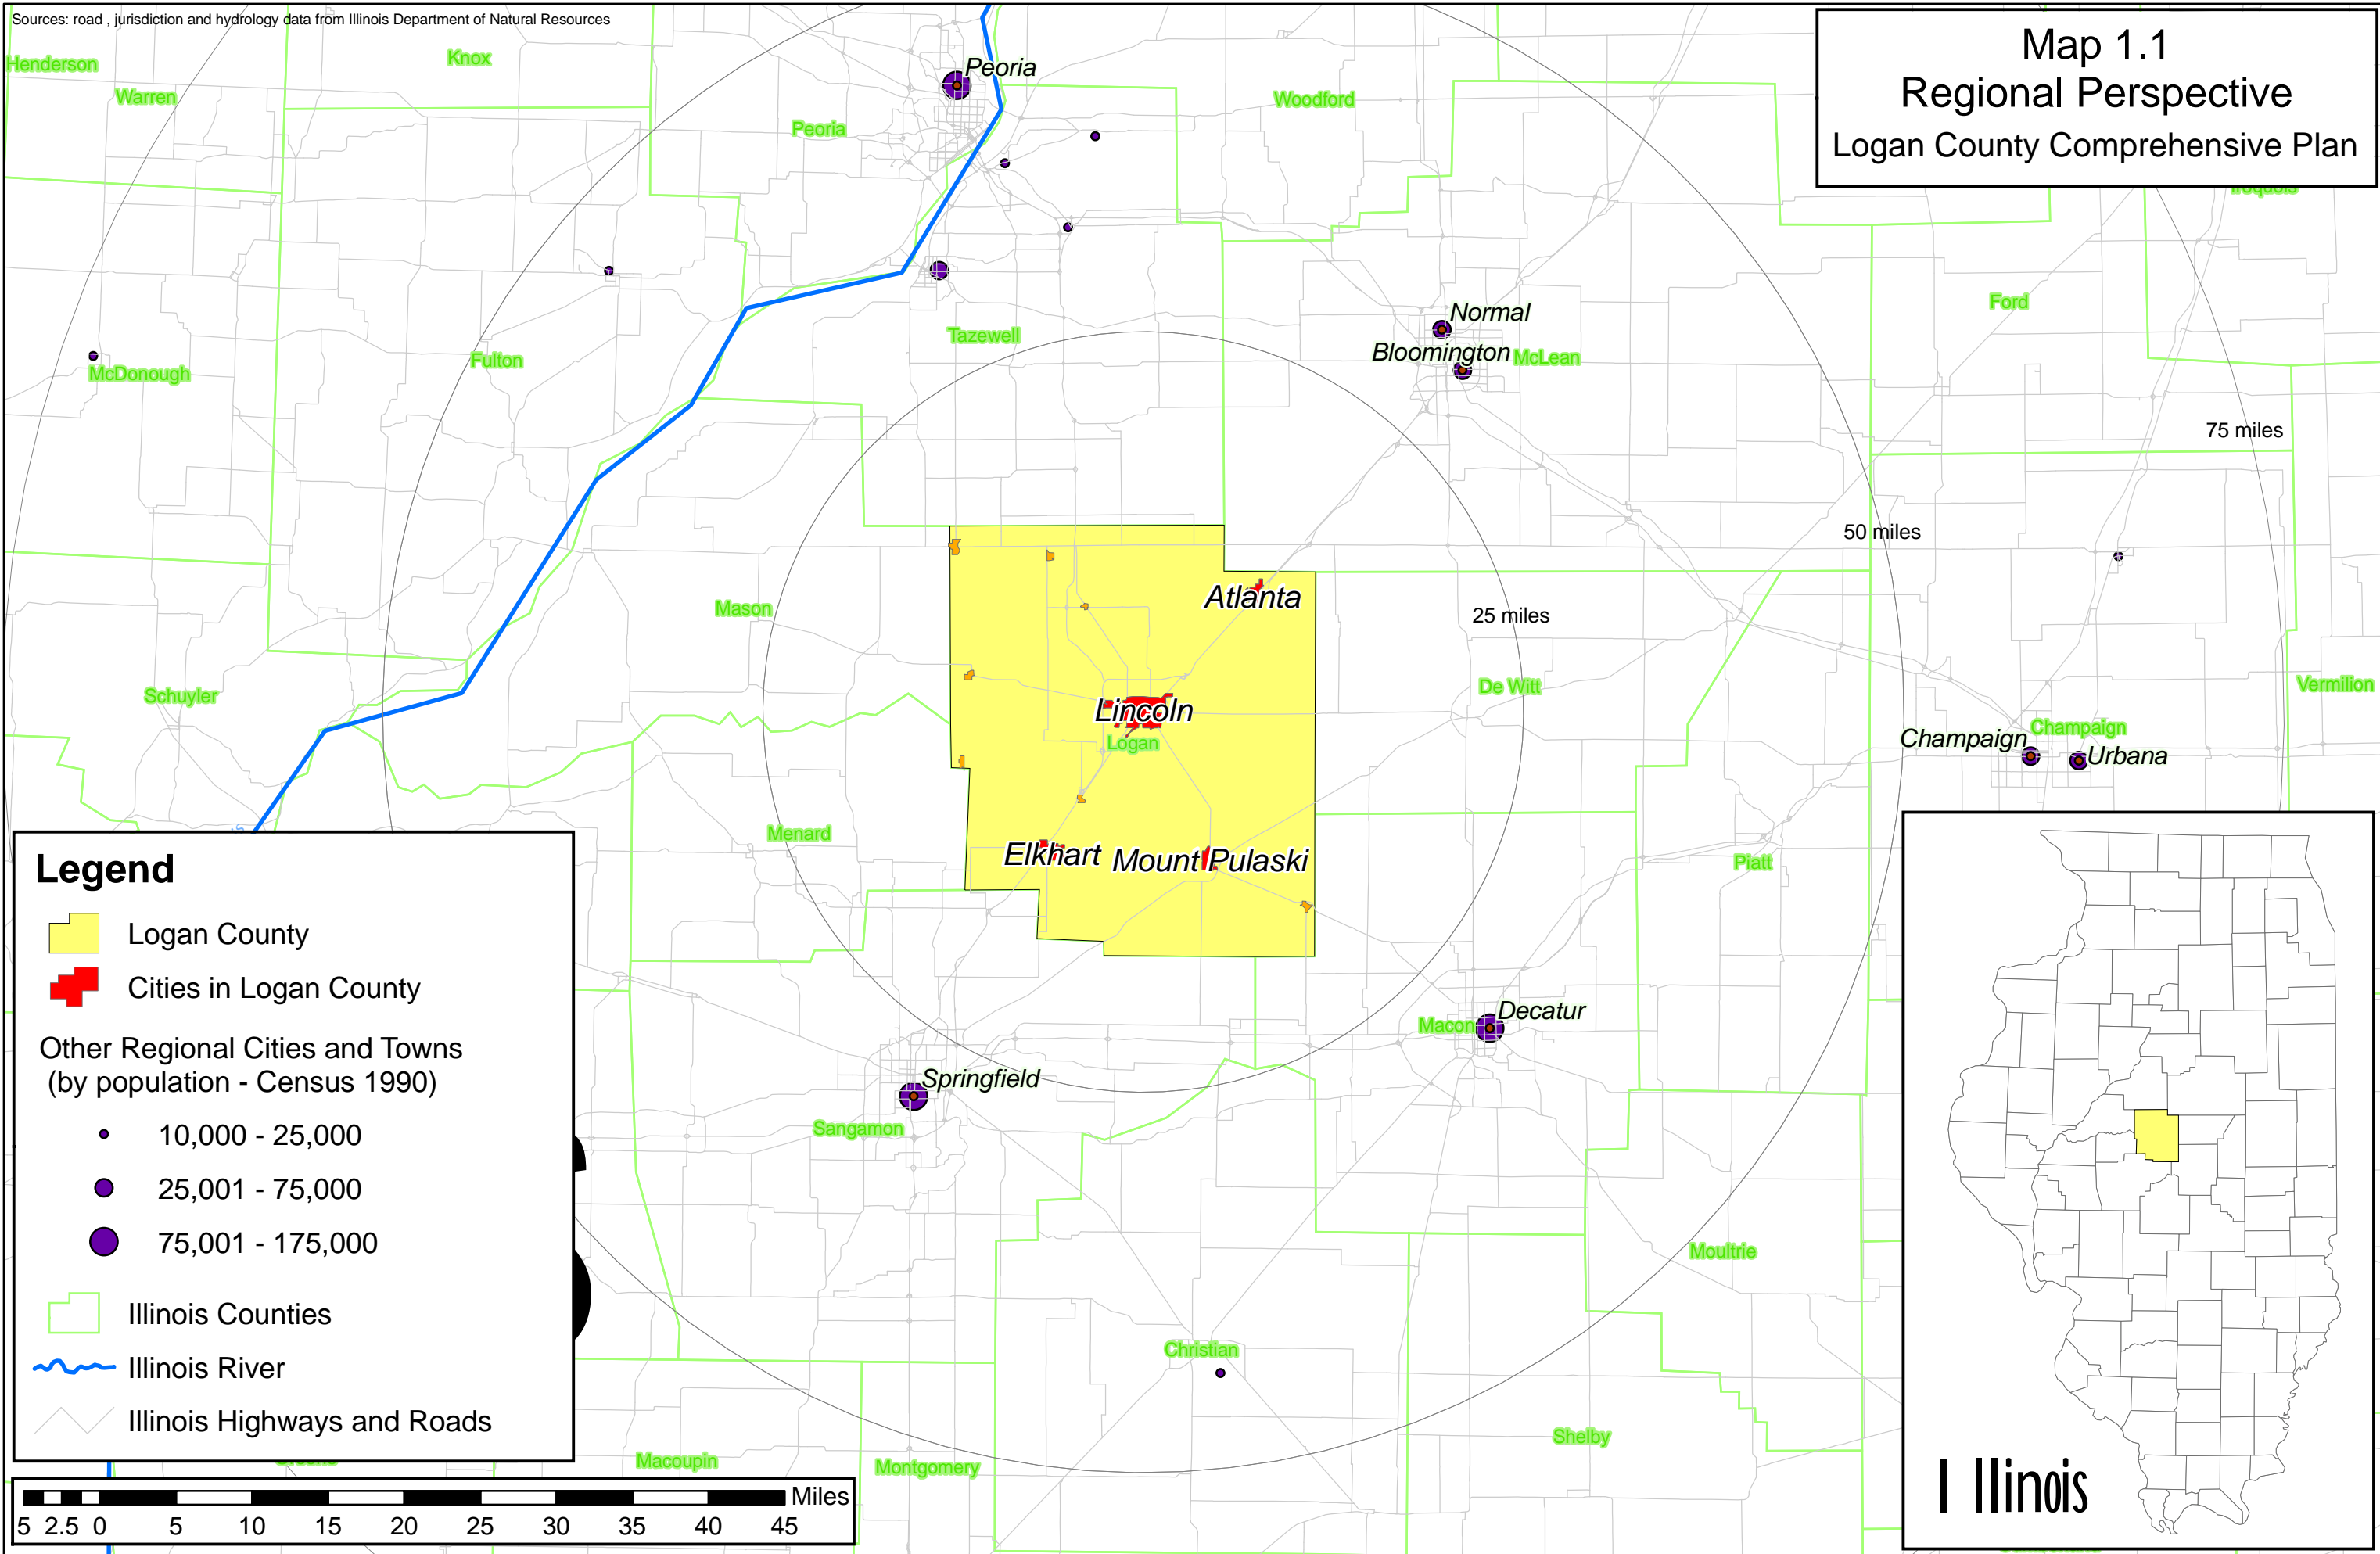 Sources: road , jurisdiction and hydrology data from Illinois Department of Natural Resources
Map 1.1
Regional Perspective
Logan County Comprehensive Plan
Henderson
Knox
Warren
Peoria
Peoria
Woodford
Iroquois
Ford
Normal
Bloomington
McLean
Tazewell
Fulton
McDonough
75 miles
50 miles
25 miles
Mason
Atlanta
Schuyler
Lincoln
Logan
De Witt
Vermilion
Champaign
Champaign
Urbana
Menard
Elkhart
Mount Pulaski
Piatt
Decatur
Macon
Springfield
Sangamon
Moultrie
Christian
Shelby
Macoupin
Montgomery
Legend
Logan County
Cities in Logan County
Other Regional Cities and Towns
(by population - Census 1990)
10,000 - 25,000
25,001 - 75,000
75,001 - 175,000
Illinois Counties
Illinois River
Illinois Highways and Roads
Miles
5 2.5 0 5 10 15 20 25 30 35 40 45
I llinois